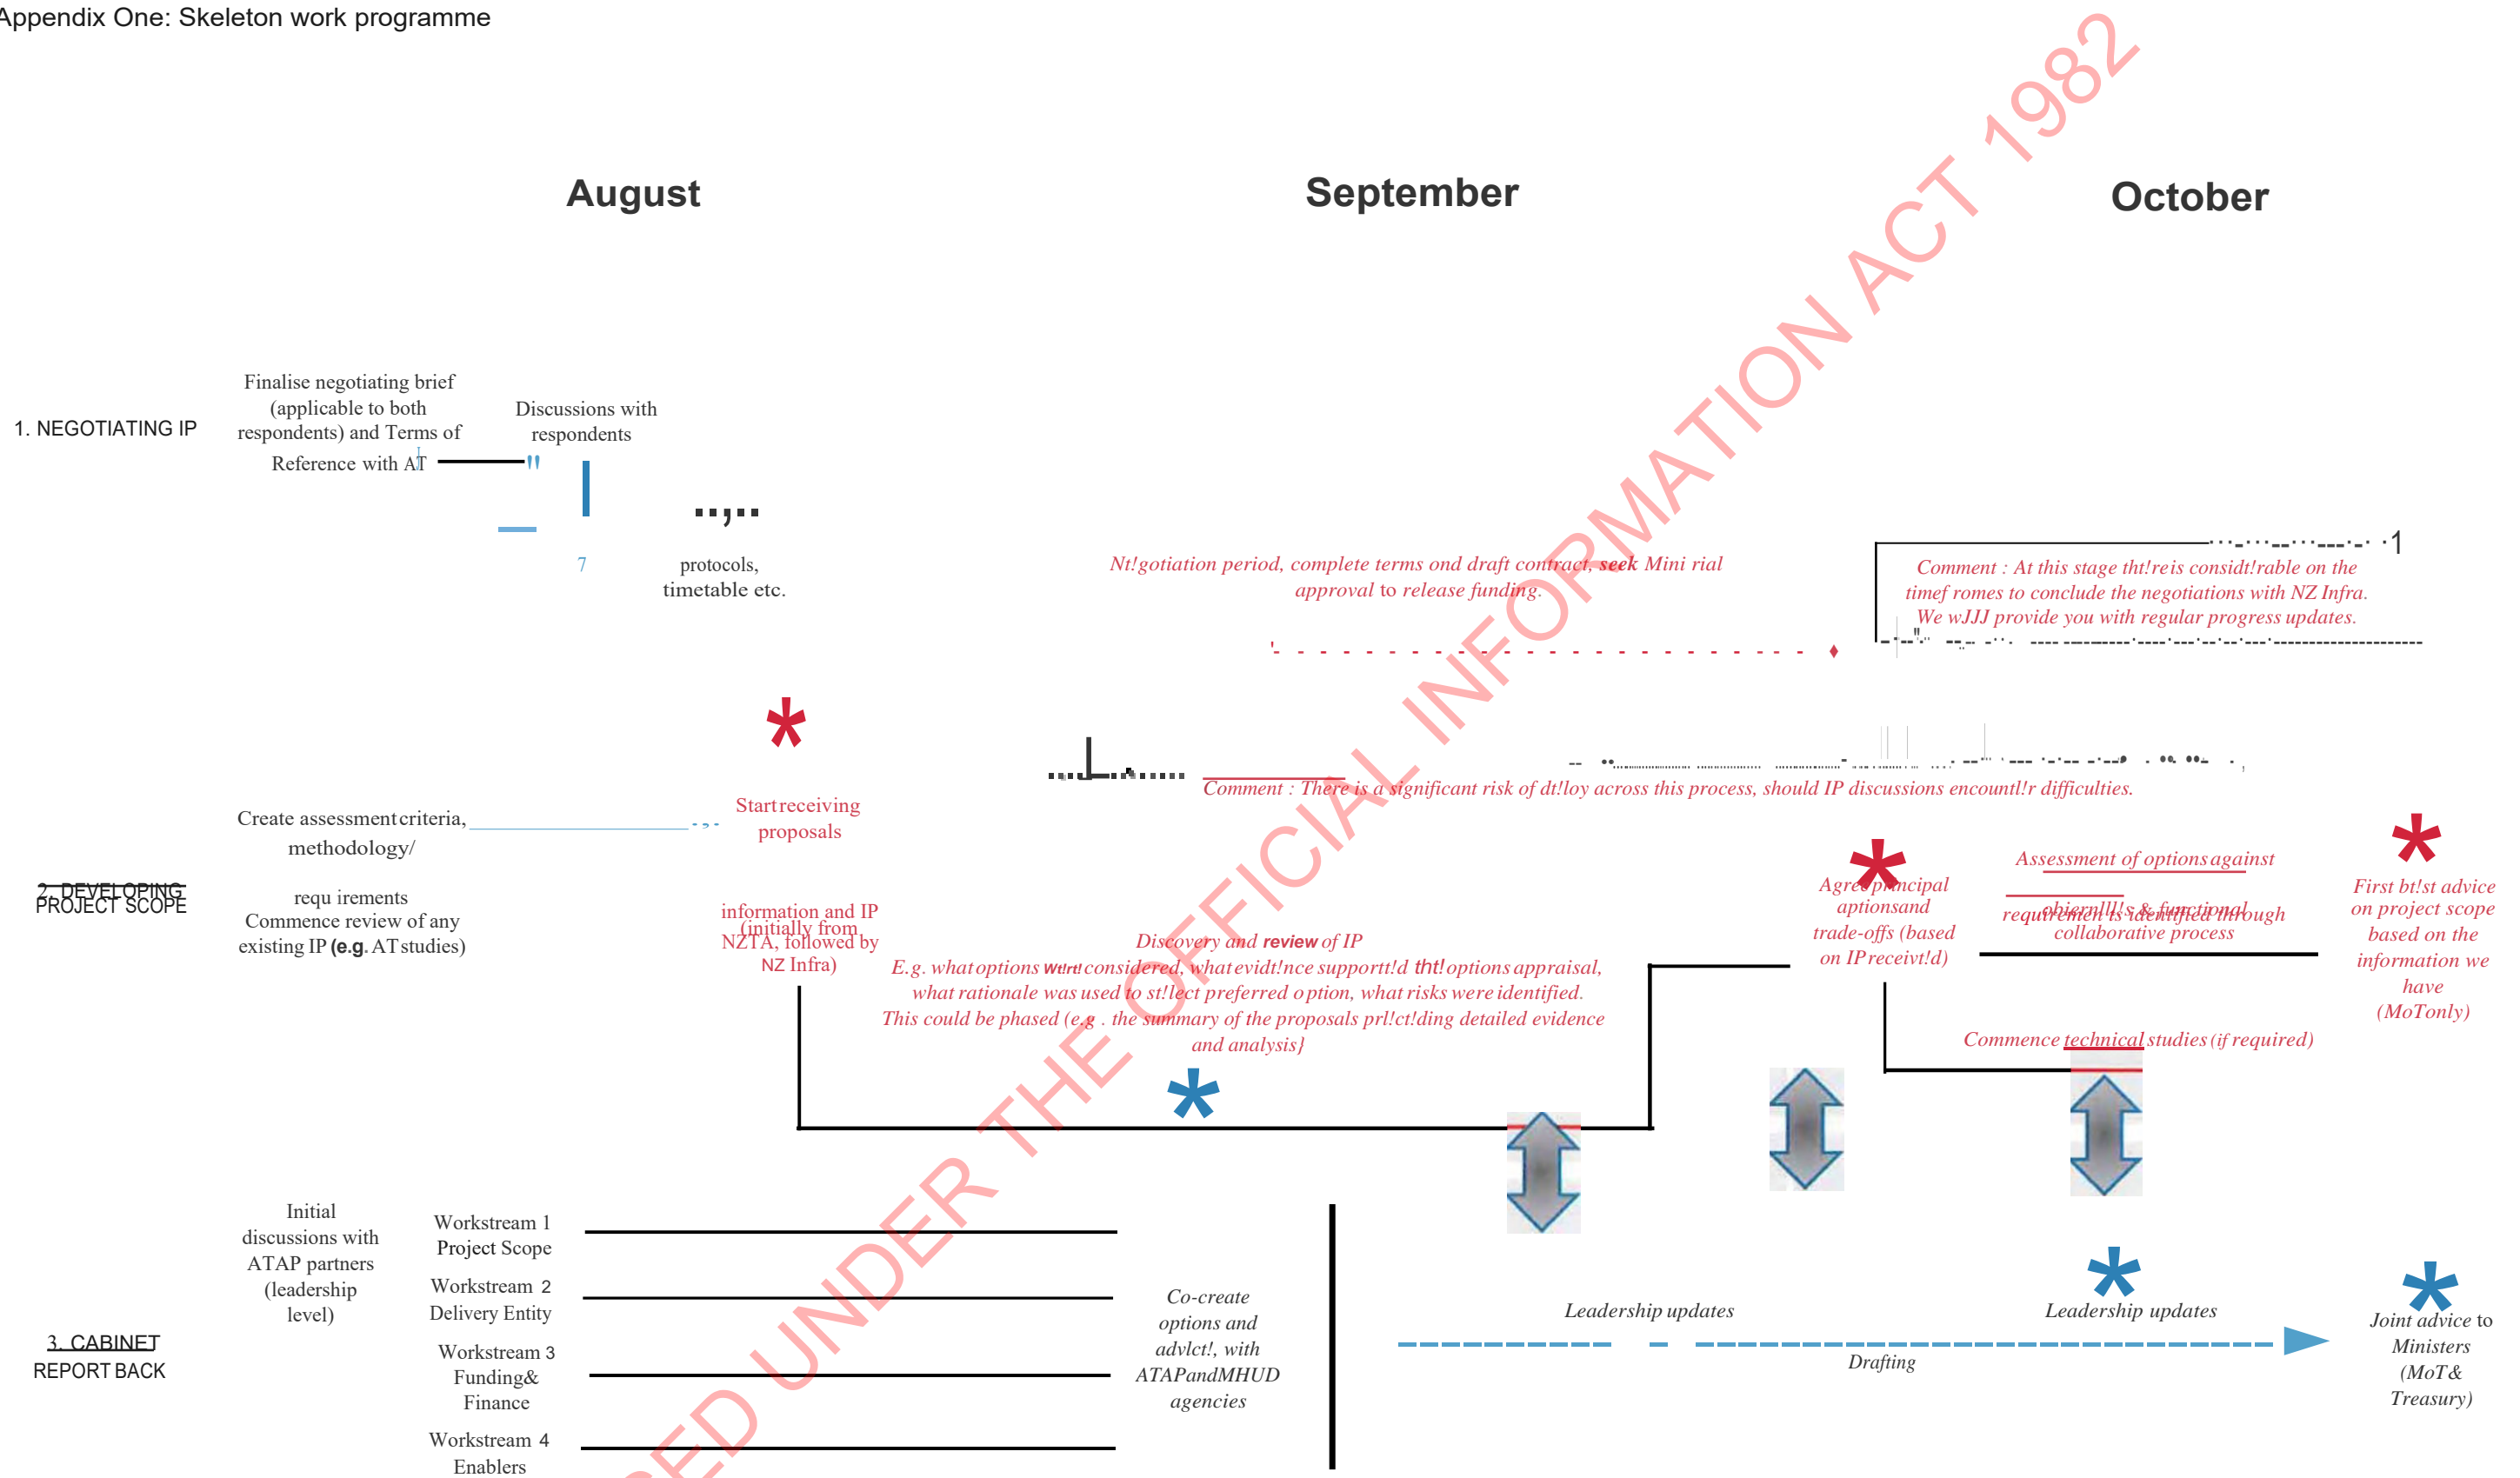 Appendix One: Skeleton work programme
August
September
October
1. NEGOTIATING IP
Finalise negotiating brief
(applicable to both
respondents) and Terms of
Reference with AT
Discussions with
respondents
7
protocols,
timetable etc.
Nt!gotiation period, complete terms ond draft contract, seek Mini rial
approval to release funding.
1
Comment : At this stage tht!re is considt!rable on the
timef romes to conclude the negotiations with NZ Infra.
We wJJJ provide you with regular progress updates.
2. DEVELOPING
PROJECT SCOPE
Create assessment criteria,
methodology/
requ irements
Commence review of any
existing IP (e.g. AT studies)
*
Start receiving
proposals
information and IP
(initially from
NZTA, followed by
NZ Infra)
Comment : There is a significant risk of dt!loy across this process, should IP discussions encountl!r difficulties.
Discovery and review of IP
E.g. what options wt!rt! considered, what evidt!nce supportt!d tht! options appraisal,
what rationale was used to st!lect preferred o ption, what risks were identified.
This could be phased (e.g . the summary of the proposals prl!ct!ding detailed evidence
and analysis}
*
*
Agree principal
aptions and
trade-offs (based
on IP receivt!d)
Assessment of options against
& functional
requiremen ts identified through
collaborative process
Commence technical studies (if required)
*
First bt!st advice
on project scope
based on the
information we
have
(MoT only)
3. CABINET
REPORT BACK
Initial
discussions with
ATAP partners
(leadership
level)
Workstream 1
Project Scope
Workstream 2
Delivery Entity
Workstream 3
Funding&
Finance
Workstream 4
Enablers
Co-create
options and
advlct!, with
ATAPandMHUD
agencies
Leadership updates
*
Leadership updates
Drafting
*
Joint advice to
Ministers
(MoT&
Treasury)
SED UNDER THE OFFICIAL INFORMATION ACT 1982